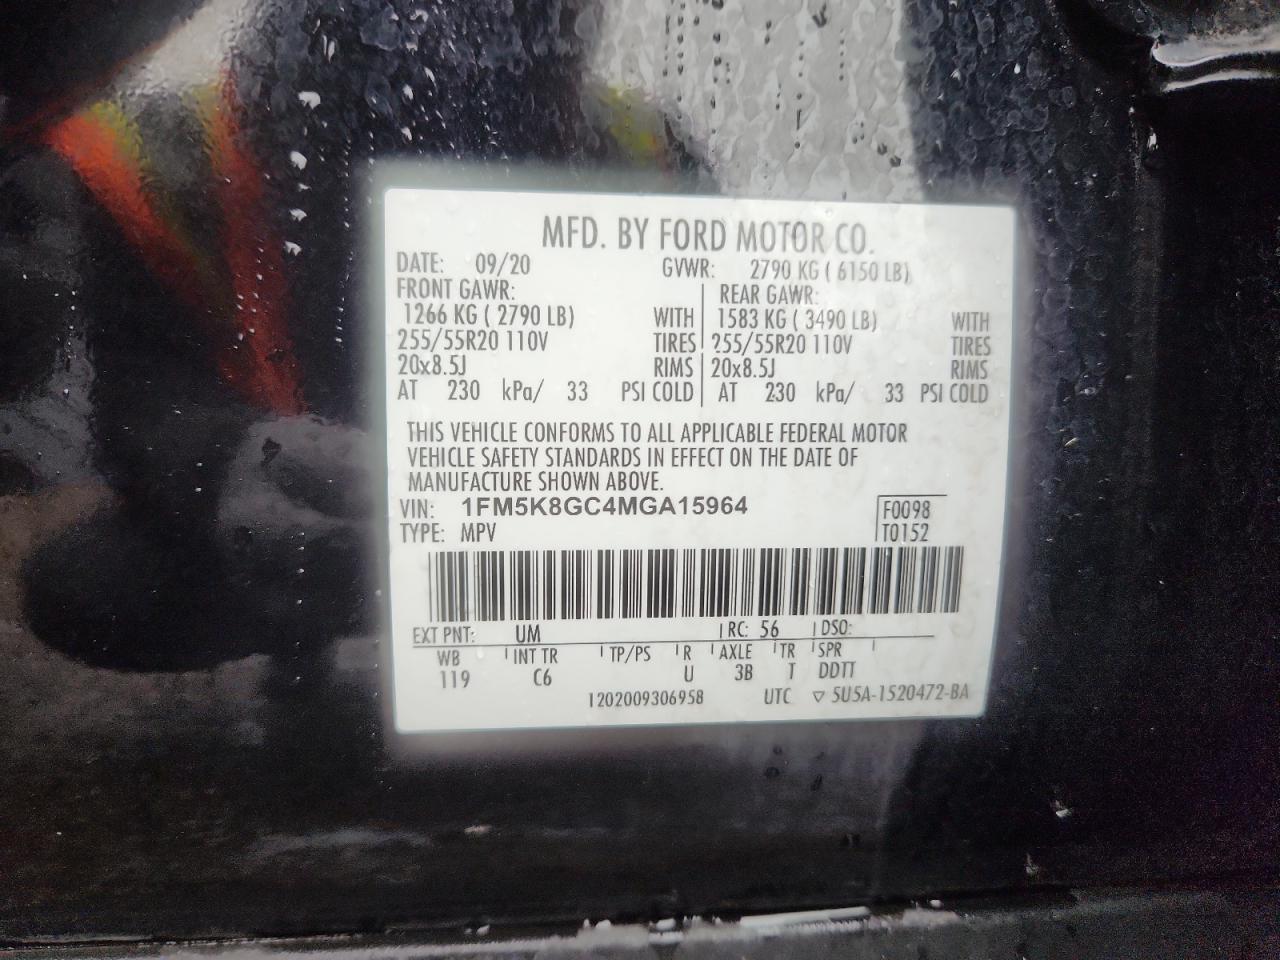 MFD. BY FORD MOTOR CO.
DATE: 09/20 GVWR: 2790 KG ( 6150 LB)
FRONT GAWR: REAR GAWR:
1266 KG ( 2790 LB) WITH 1583 KG ( 3490 LB) WITH
255/55R20 110V TIRES 255/55R20 110V TIRES
20x8.5J RIMS 20x8.5J RIMS
AT 230 kPa/ 33 PSI COLD AT 230 kPa/ 33 PSI COLD
THIS VEHICLE CONFORMS TO ALL APPLICABLE FEDERAL MOTOR
VEHICLE SAFETY STANDARDS IN EFFECT ON THE DATE OF
MANUFACTURE SHOWN ABOVE.
VIN: 1FM5K8GC4MGA15964 F0098
TYPE: MPV T0152
EXT PNT: UM RC: 56 DSO:
WB INT TR TP/PS R AXLE TR SPR
119 C6 U 3B T DDTT
1202009306958 UTC ▽ 5U5A-1520472-BA